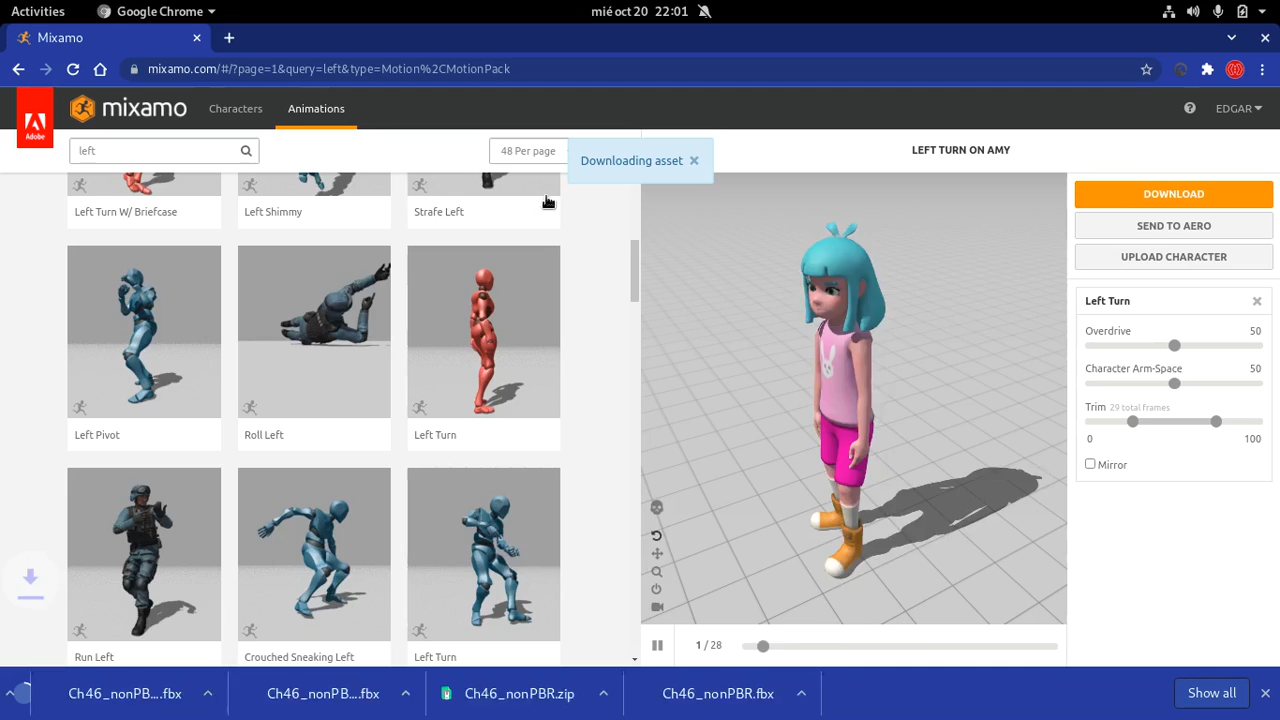 Activities
Google Chrome
mié oct 20 22:01
Mixamo
mixamo.com/#/?page=1&query=left&type=Motion%2CMotionPack
Adobe
mixamo
Characters
Animations
EDGAR
left
48 Per page
Downloading asset
LEFT TURN ON AMY
Left Turn W/ Briefcase
Left Shimmy
Strafe Left
Left Pivot
Roll Left
Left Turn
Run Left
Crouched Sneaking Left
Left Turn
DOWNLOAD
SEND TO AERO
UPLOAD CHARACTER
Left Turn
Overdrive 50
Character Arm-Space 50
Trim 29 total frames
0 100
Mirror
1 / 28
Ch46_nonPB....fbx
Ch46_nonPB....fbx
Ch46_nonPBR.zip
Ch46_nonPBR.fbx
Show all